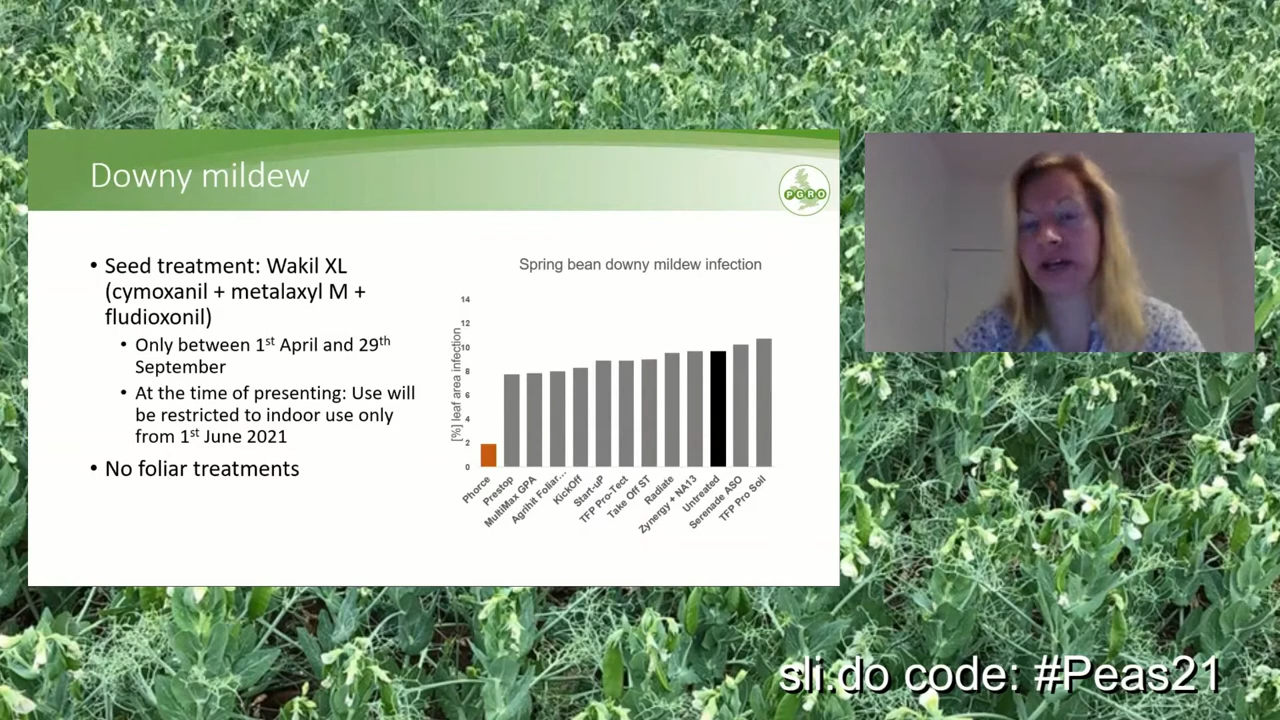 Downy mildew
PGRO
• Seed treatment: Wakil XL
(cymoxanil + metalaxyl M +
fludioxonil)
• Only between 1st April and 29th
September
• At the time of presenting: Use will
be restricted to indoor use only
from 1st June 2021
• No foliar treatments
Spring bean downy mildew infection
[%] leaf area infection
14
12
10
8
6
4
2
0
Phorce
Prestop
MultiMax GPA
Agrihit Foliar...
KickOff
Start-uP
TFP Pro-Tect
Take Off ST
Radiate
Zynergy + NA13
Untreated
Serenade ASO
TFP Pro Soil
sli.do code: #Peas21